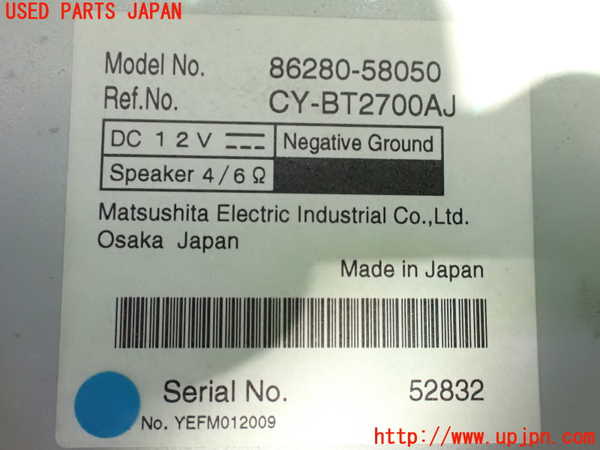 USED PARTS JAPAN
Model No. 86280-58050
Ref.No. CY-BT2700AJ
DC 12V Negative Ground
Speaker 4/6Ω
Matsushita Electric Industrial Co.,Ltd.
Osaka Japan
Made in Japan
Serial No. 52832
No. YEFM012009
http://www.upjpn.com/